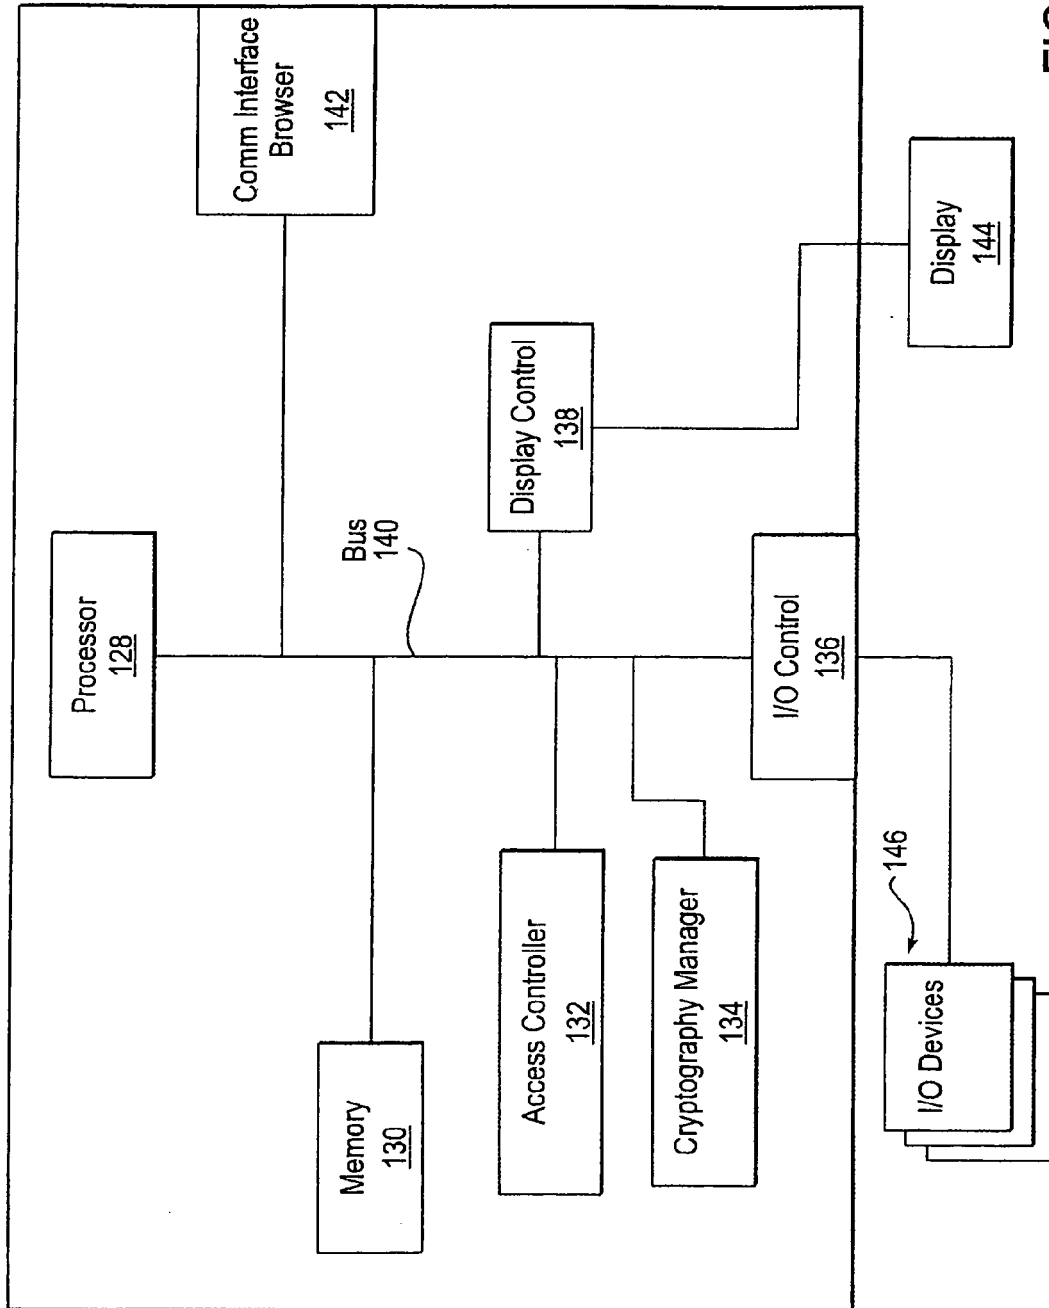 Processor
128
Comm Interface
Browser
142
Bus
140
Memory
130
Access Controller
132
Cryptography Manager
134
Display Control
138
I/O Control
136
Display
144
I/O Devices
146